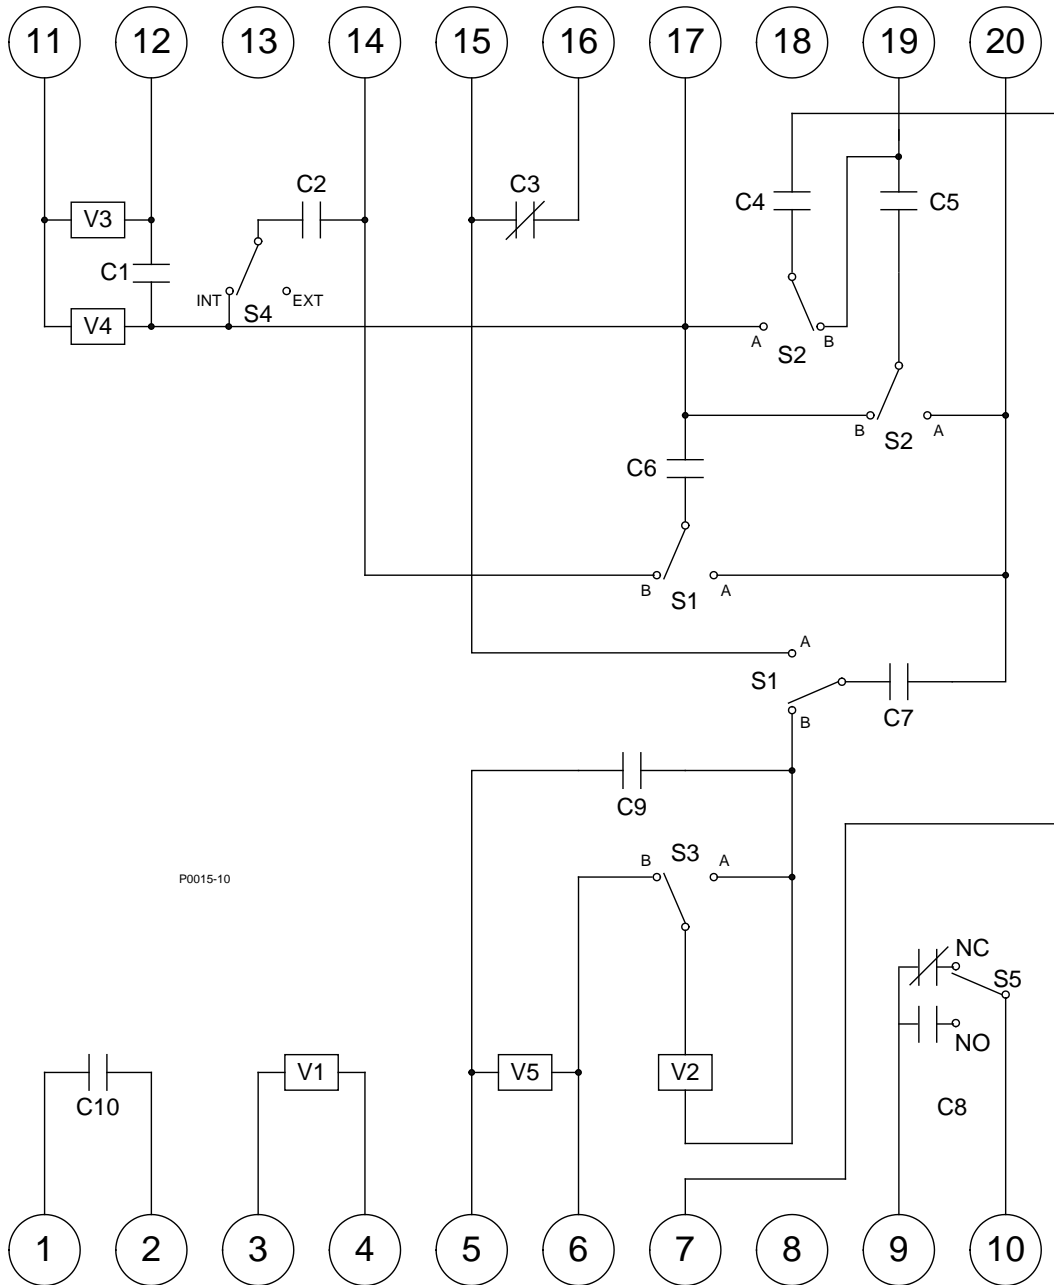 11 12 13 14 15 16 17 18 19 20
C2 C3 C4 C5
V3
C1
INT EXT
S4
V4
A S2 B
B S2 A
C6
B S1 A
A
S1
B
C7
C9
B S3 A
P0015-10
NC
S5
NO
V1 V5 V2
C10 C8
1 2 3 4 5 6 7 8 9 10